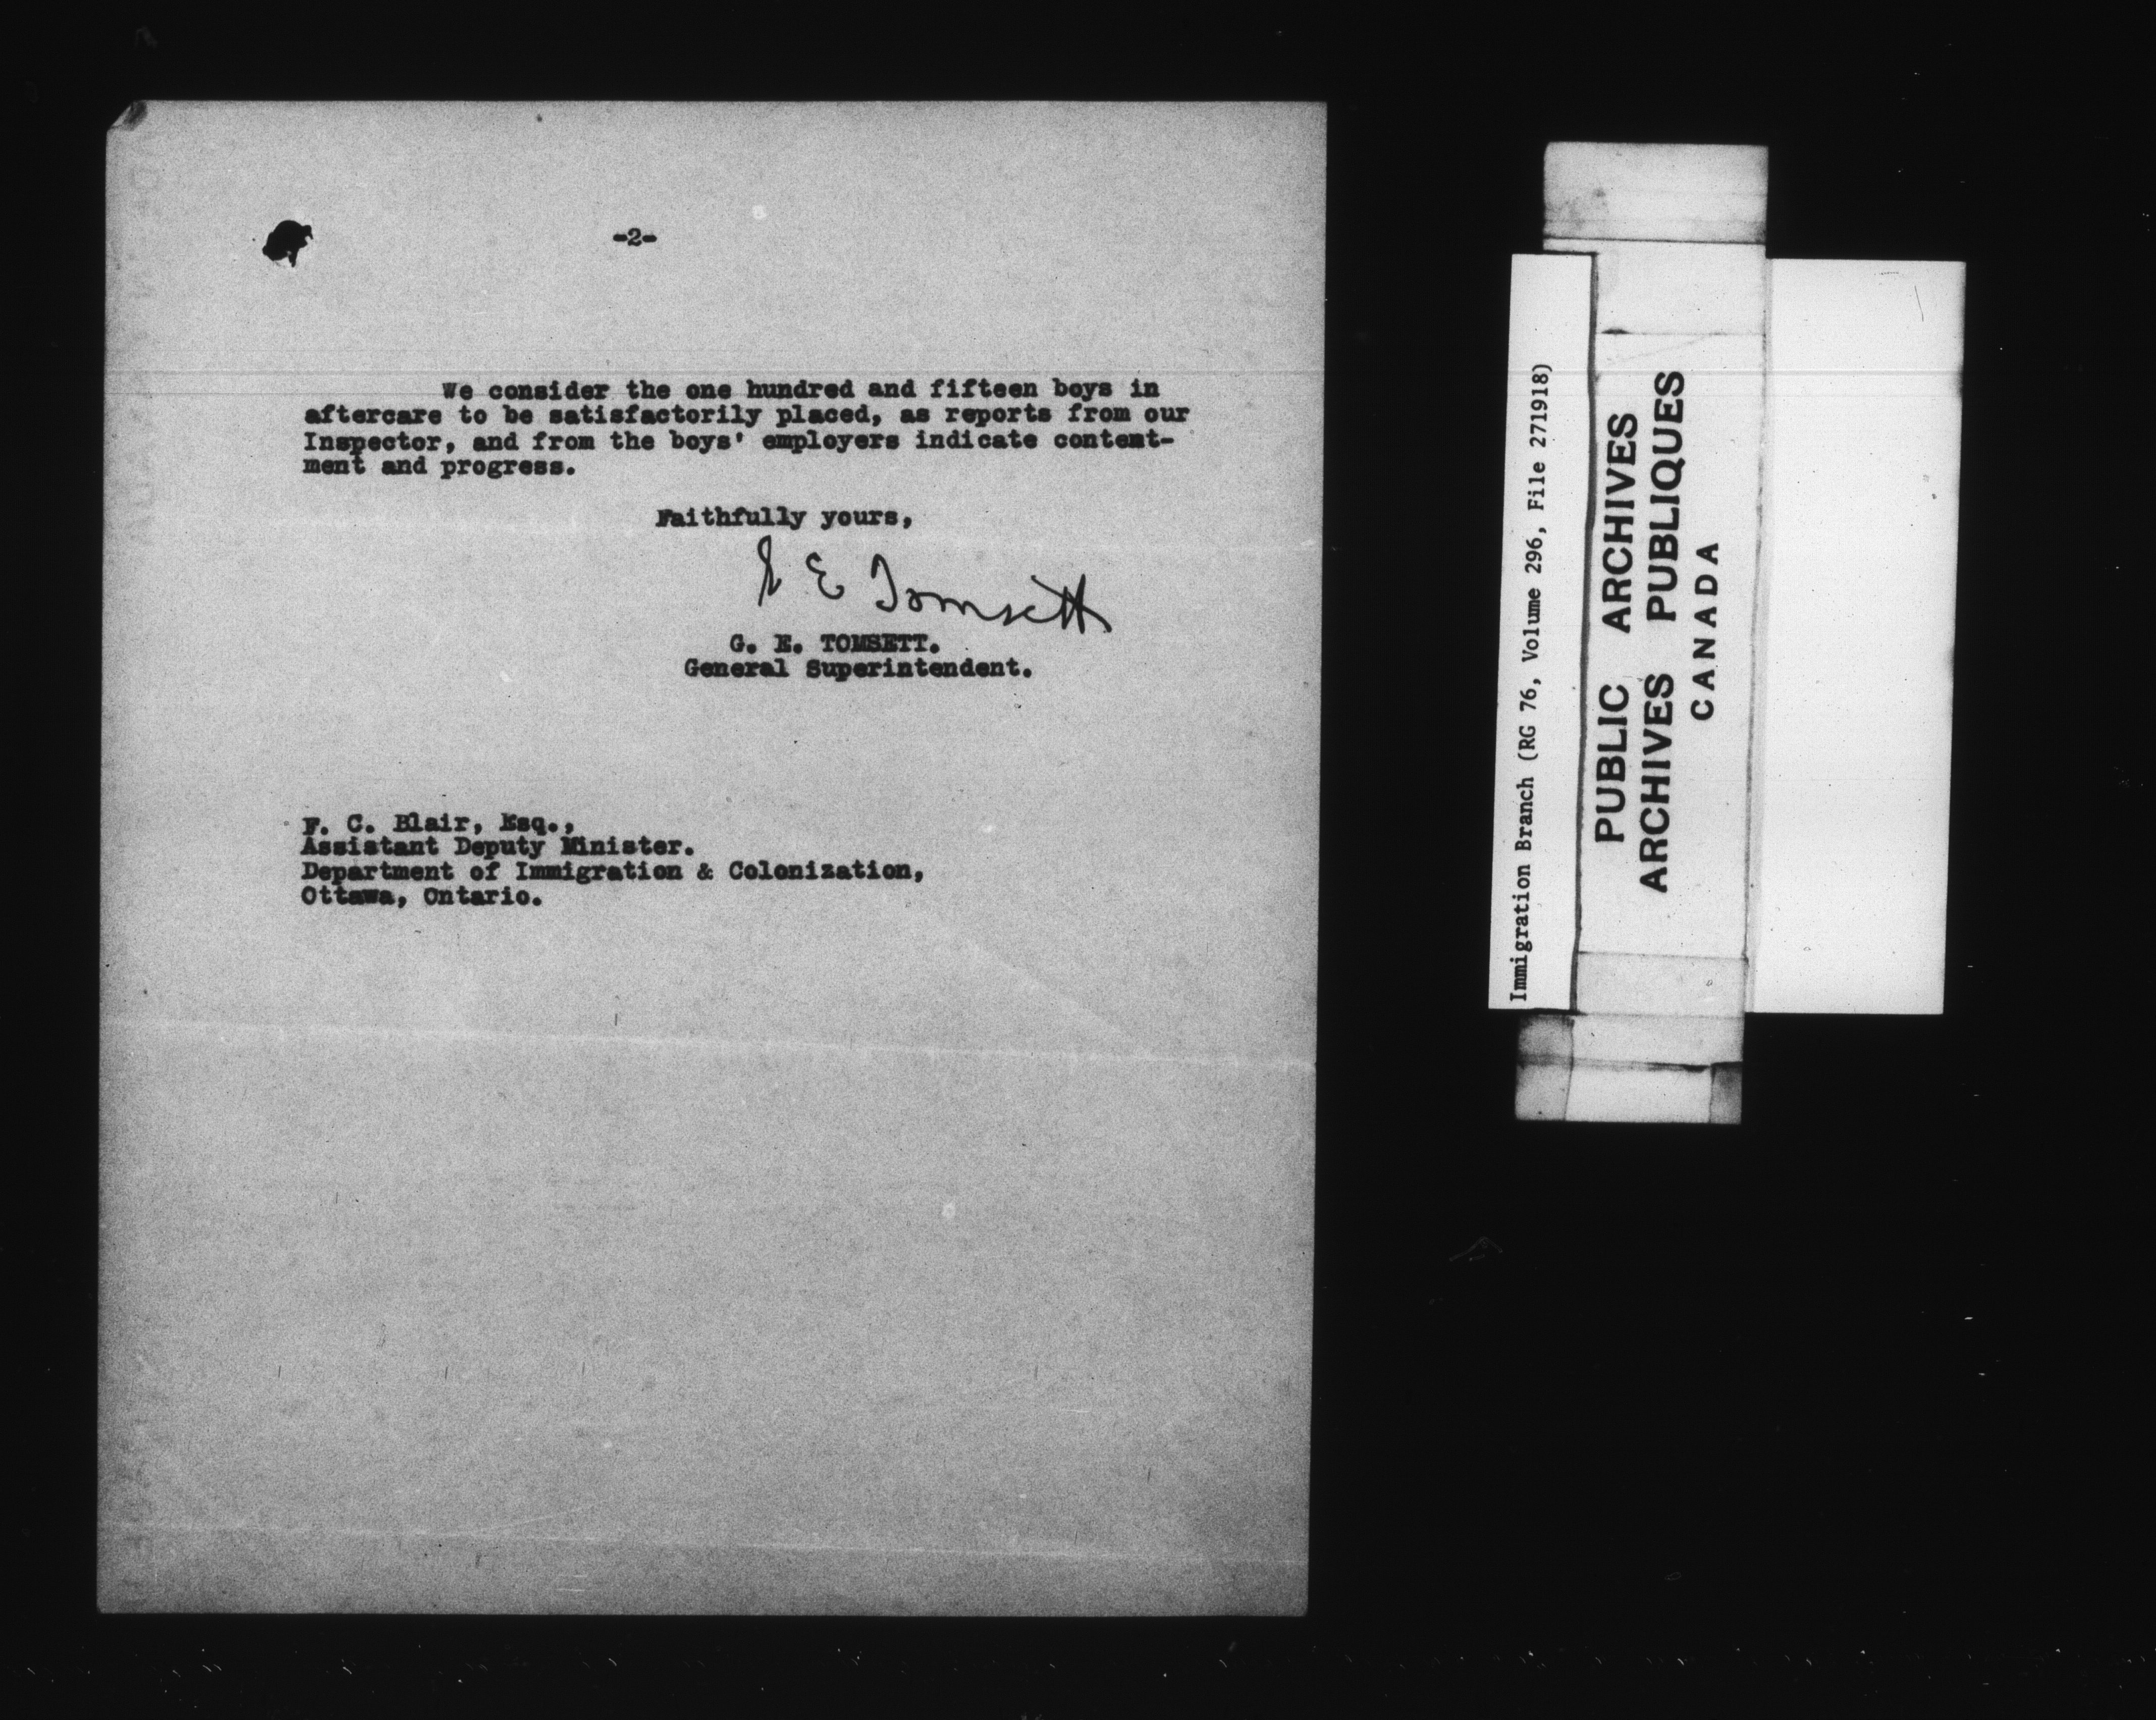 -2-
We consider the one hundred and fifteen boys in
aftercare to be satisfactorily placed, as reports from our
Inspector, and from the boys' employers indicate content-
ment and progress.
Faithfully yours,
G E Tomsett
G. E. TOMSETT.
General Superintendent.
F. C. Blair, Esq.,
Assistant Deputy Minister.
Department of Immigration & Colonization,
Ottawa, Ontario.
Immigration Branch (RG 76, Volume 296, File 271918)
PUBLIC ARCHIVES
ARCHIVES PUBLIQUES
CANADA